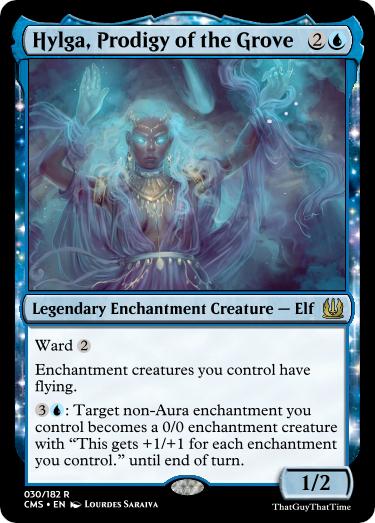 Hylga, Prodigy of the Grove 2
Legendary Enchantment Creature — Elf
Ward 2
Enchantment creatures you control have
flying.
3: Target non-Aura enchantment you
control becomes a 0/0 enchantment creature
with “This gets +1/+1 for each enchantment
you control.” until end of turn.
1/2
030/182 R
CMS • EN Lourdes Saraiva
ThatGuyThatTime